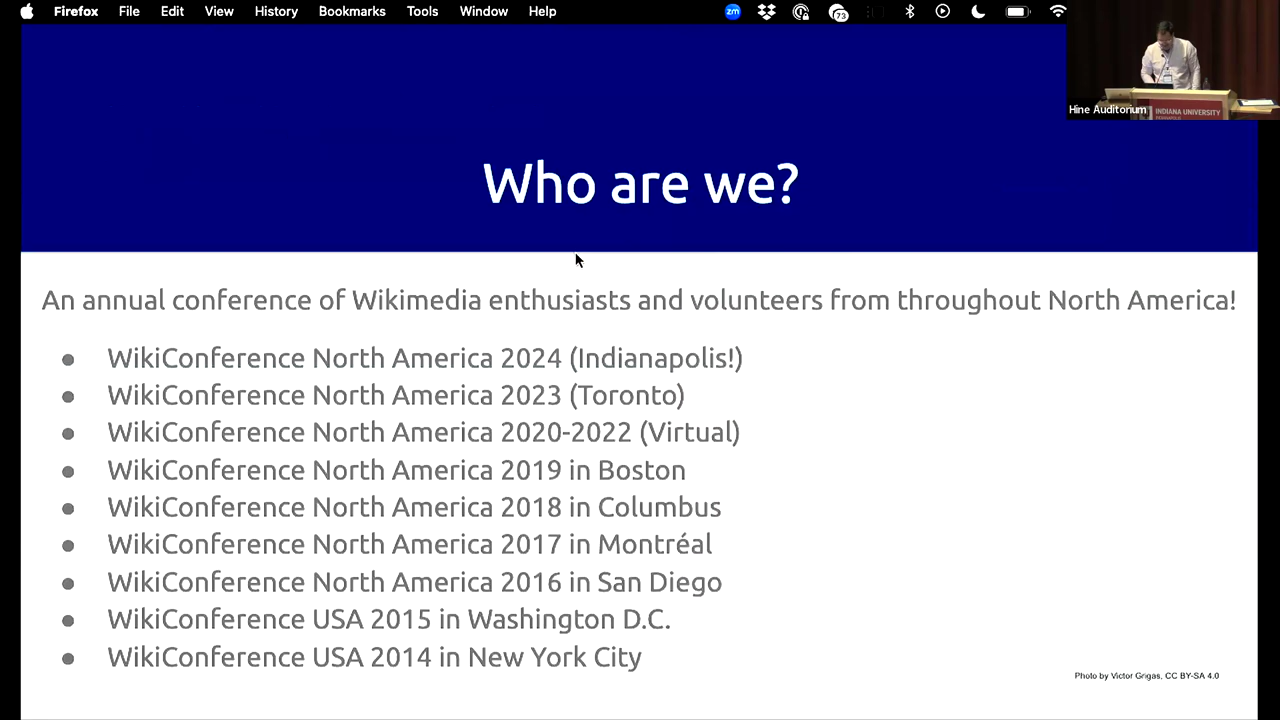 Firefox File Edit View History Bookmarks Tools Window Help
zm
73
Hine Auditorium
INDIANA UNIVERSITY
INDIANAPOLIS
Who are we?
An annual conference of Wikimedia enthusiasts and volunteers from throughout North America!
● WikiConference North America 2024 (Indianapolis!)
● WikiConference North America 2023 (Toronto)
● WikiConference North America 2020-2022 (Virtual)
● WikiConference North America 2019 in Boston
● WikiConference North America 2018 in Columbus
● WikiConference North America 2017 in Montréal
● WikiConference North America 2016 in San Diego
● WikiConference USA 2015 in Washington D.C.
● WikiConference USA 2014 in New York City
Photo by Victor Grigas, CC BY-SA 4.0